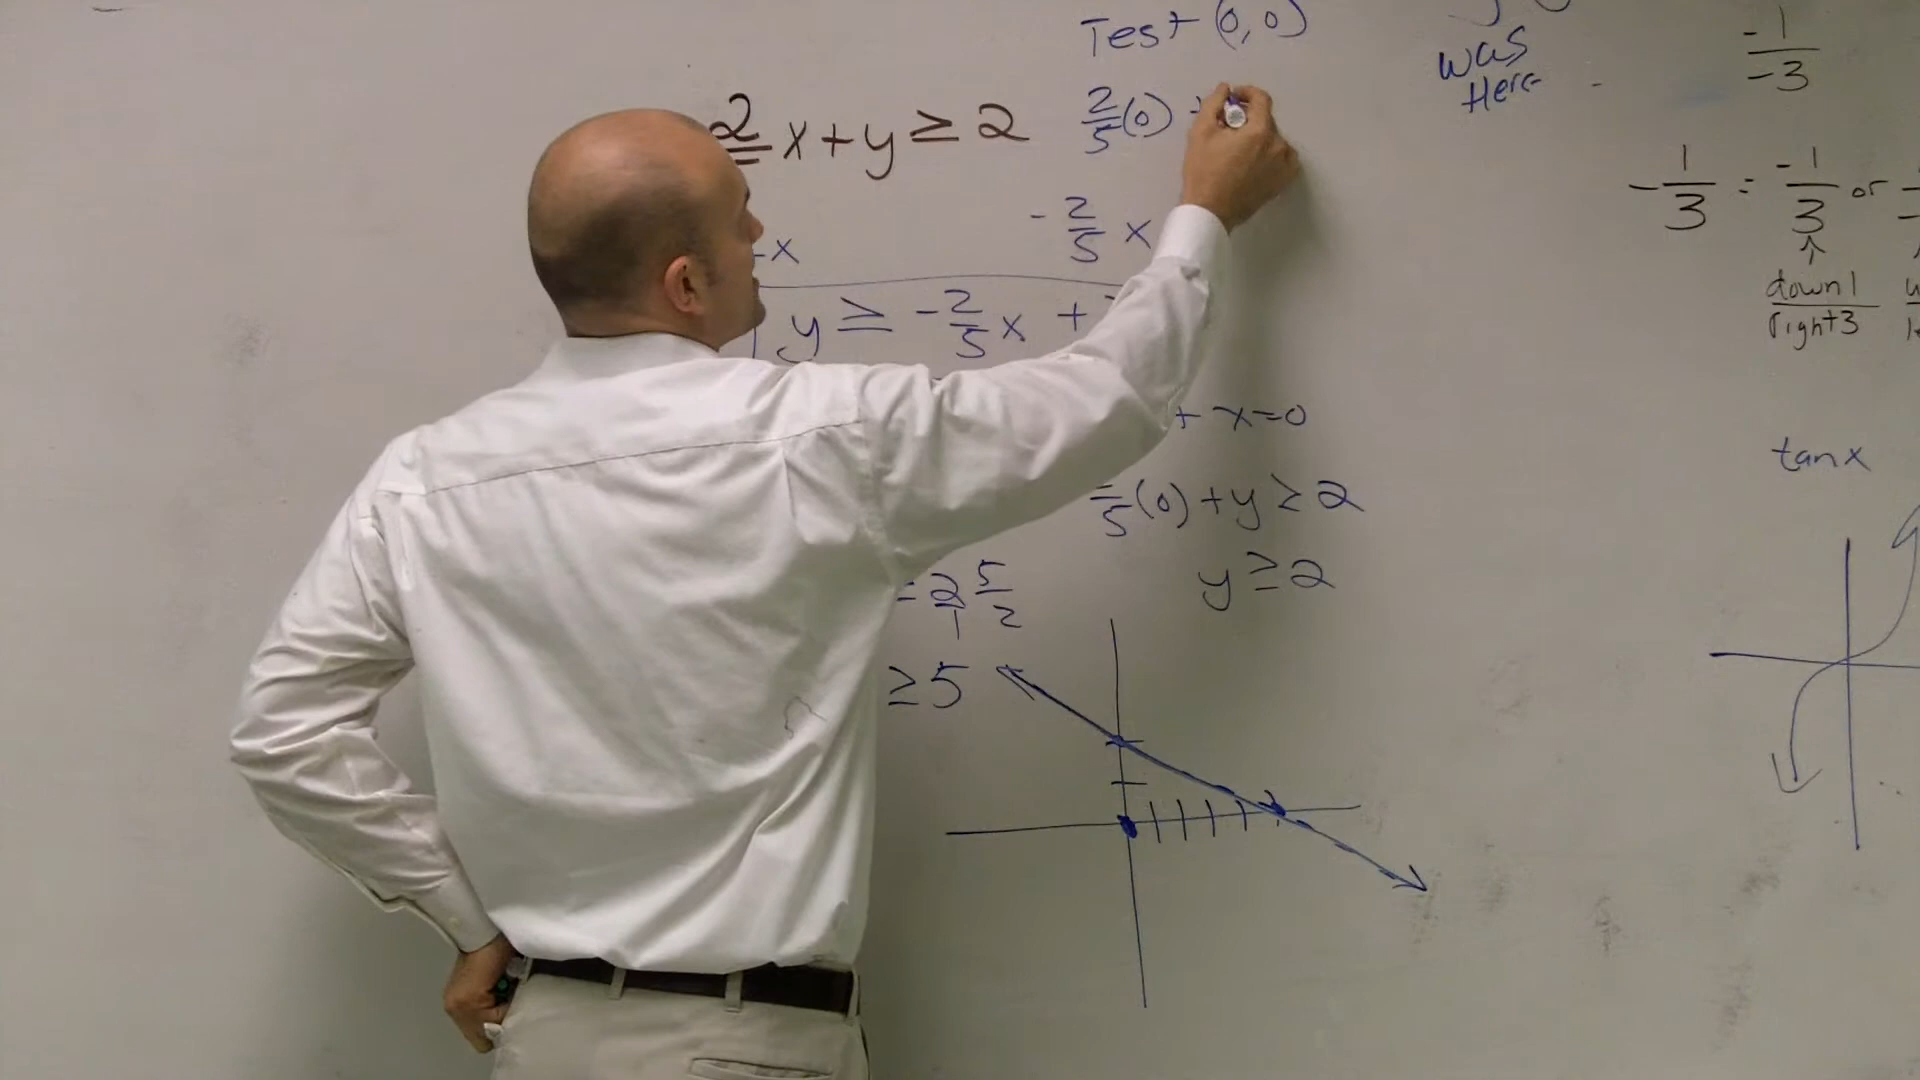 Test (0,0)
2/5 x + y ≥ 2
2/5 (0) +
- 2/5 x
-x
y ≥ - 2/5 x +
+ x=0
/5 (0) + y ≥ 2
y ≥ 2
= 2/1 5/2
≥ 5
was
Here
-1/-3
- 1/3 = -1/3 or
down 1
right 3
tan x